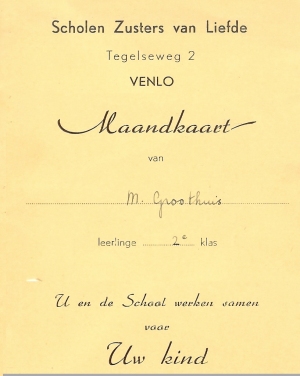 Scholen Zusters van Liefde
Tegelseweg 2
VENLO
Maandkaart
van
M. Groothuis
leerlinge 2e klas
U en de School werken samen
voor
Uw kind